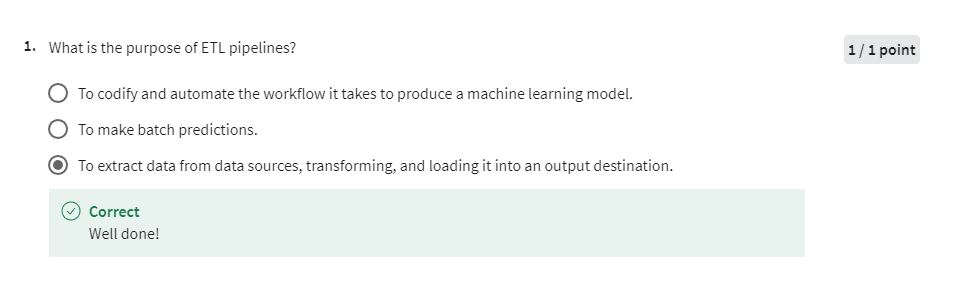 1. What is the purpose of ETL pipelines?
1 / 1 point
To codify and automate the workflow it takes to produce a machine learning model.
To make batch predictions.
To extract data from data sources, transforming, and loading it into an output destination.
Correct
Well done!